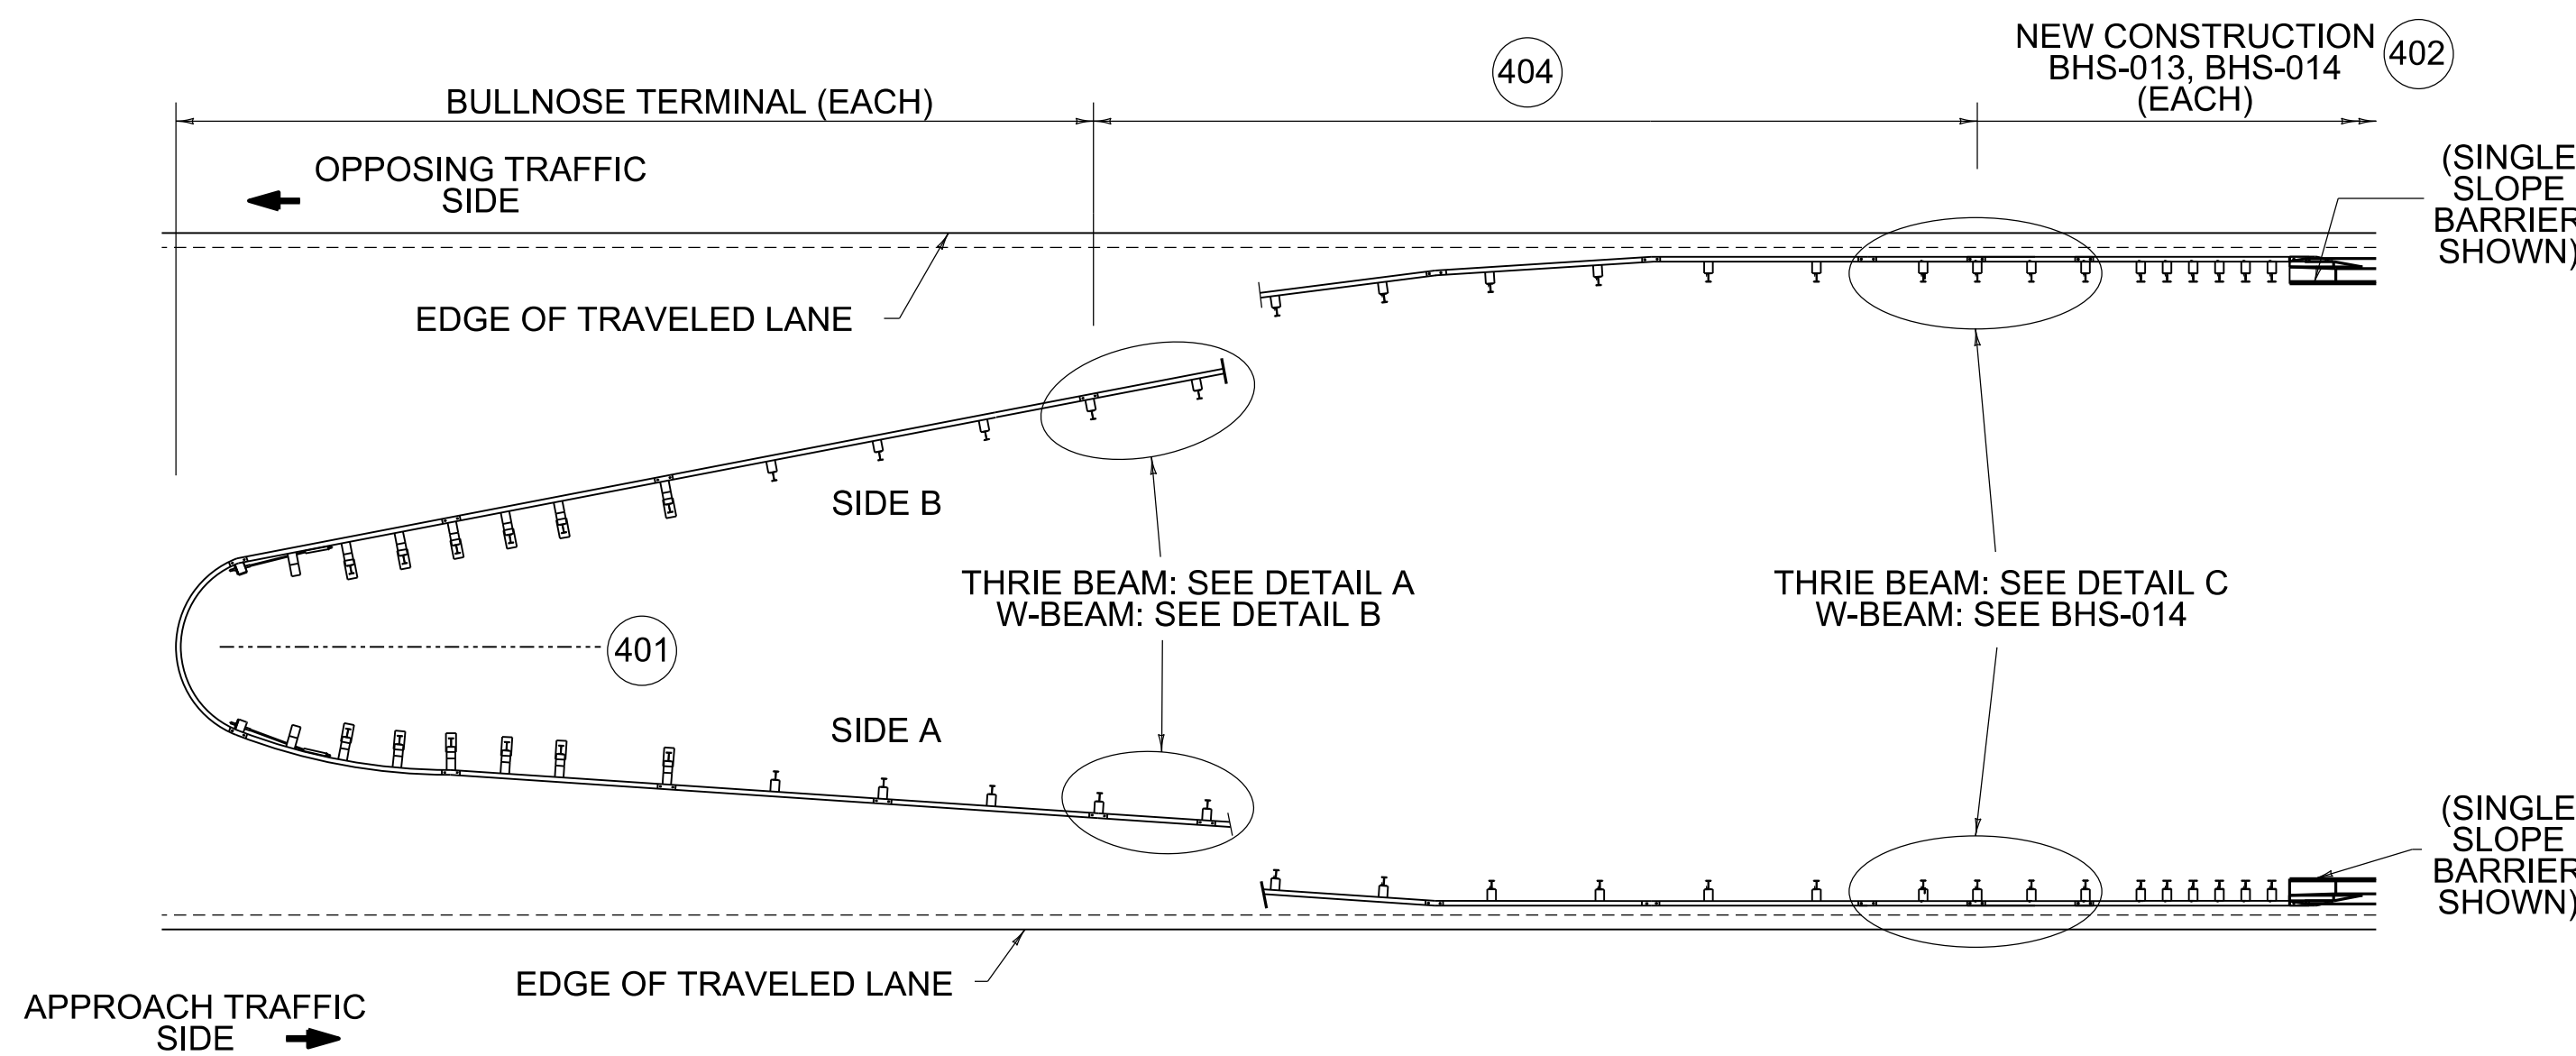 NEW CONSTRUCTION
BHS-013, BHS-014
(EACH)
402
404
BULLNOSE TERMINAL (EACH)
OPPOSING TRAFFIC
SIDE
(SINGLE
SLOPE
BARRIER
SHOWN)
EDGE OF TRAVELED LANE
SIDE B
THRIE BEAM: SEE DETAIL A
W-BEAM: SEE DETAIL B
THRIE BEAM: SEE DETAIL C
W-BEAM: SEE BHS-014
401
SIDE A
(SINGLE
SLOPE
BARRIER
SHOWN)
EDGE OF TRAVELED LANE
APPROACH TRAFFIC
SIDE